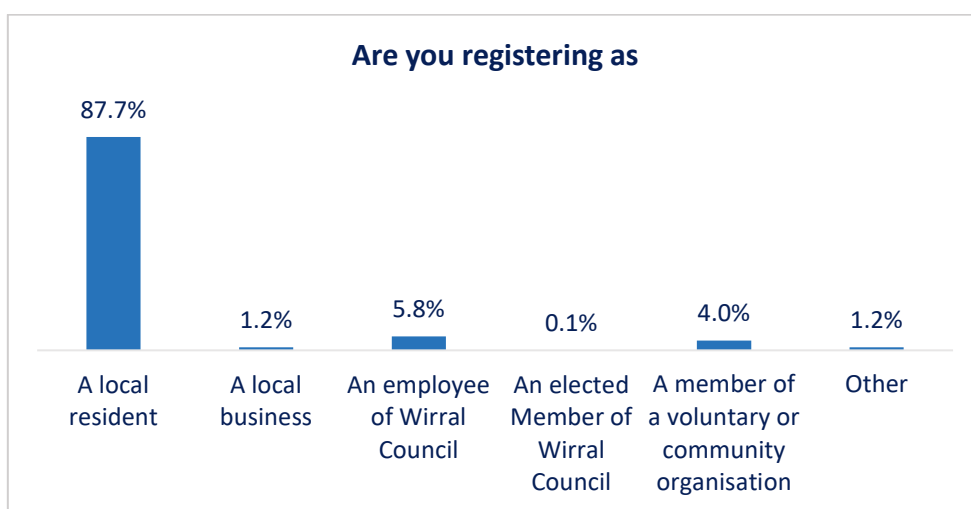 Are you registering as
87.7%
1.2%
5.8%
0.1%
4.0%
1.2%
A local
resident
A local
business
An employee
of Wirral
Council
An elected
Member of
Wirral
Council
A member of
a voluntary or
community
organisation
Other